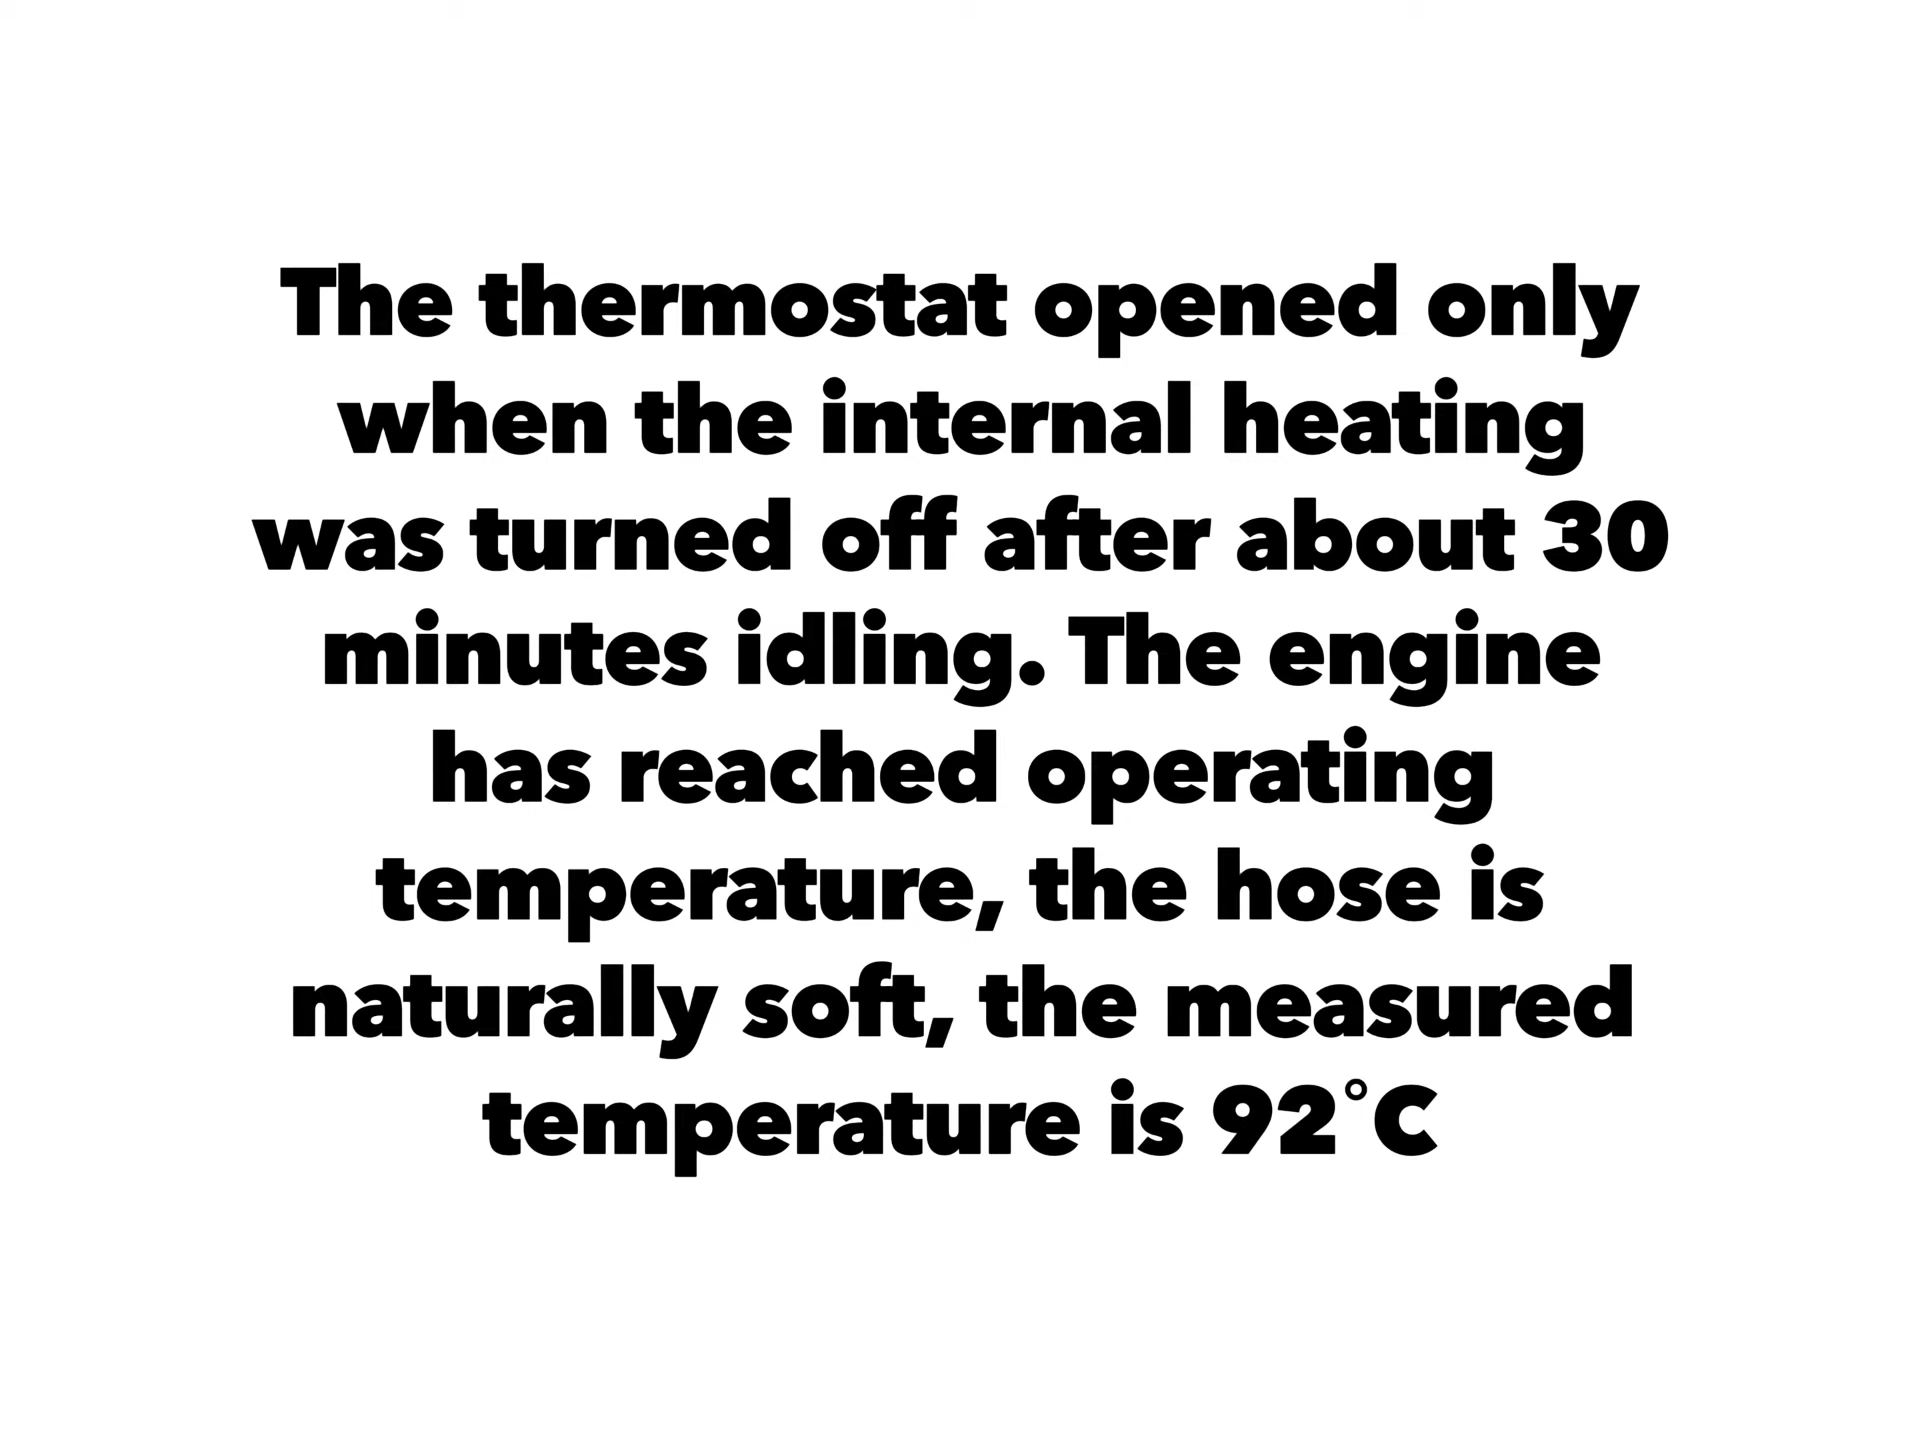 The thermostat opened only
when the internal heating
was turned off after about 30
minutes idling. The engine
has reached operating
temperature, the hose is
naturally soft, the measured
temperature is 92°C